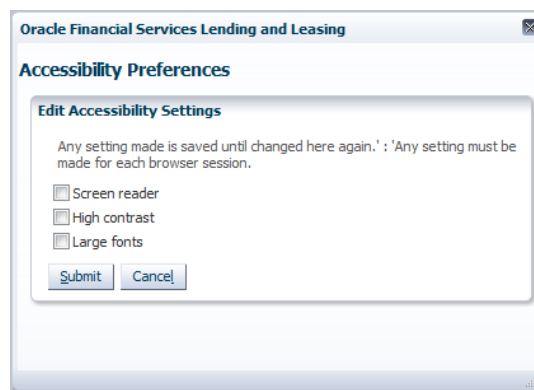 Oracle Financial Services Lending and Leasing
Accessibility Preferences
Edit Accessibility Settings
Any setting made is saved until changed here again.' : 'Any setting must be
made for each browser session.
Screen reader
High contrast
Large fonts
Submit Cancel